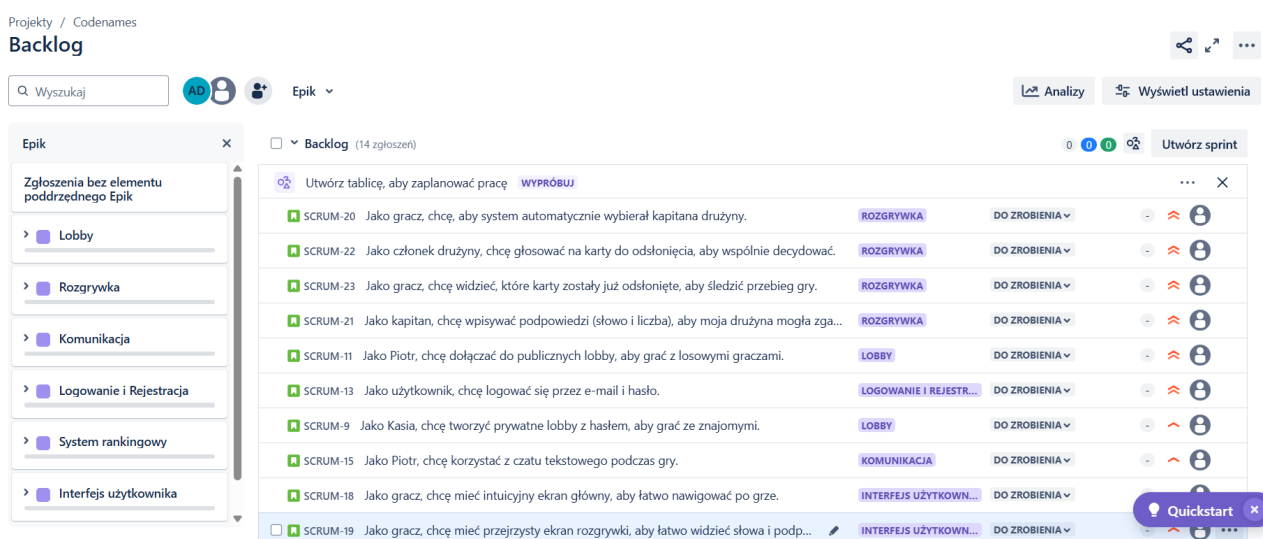 Projekty / Codenames
Backlog
Wyszukaj
AD
Epik
Analizy
Wyświetl ustawienia
Epik
Zgłoszenia bez elementu
poddrzędnego Epik
Lobby
Rozgrywka
Komunikacja
Logowanie i Rejestracja
System rankingowy
Interfejs użytkownika
Backlog (14 zgłoszeń) 0 0 0 Utwórz sprint
Utwórz tablicę, aby zaplanować pracę WYPRÓBUJ
SCRUM-20 Jako gracz, chcę, aby system automatycznie wybierał kapitana drużyny. ROZGRYWKA DO ZROBIENIA -
SCRUM-22 Jako członek drużyny, chcę głosować na karty do odsłonięcia, aby wspólnie decydować. ROZGRYWKA DO ZROBIENIA -
SCRUM-23 Jako gracz, chcę widzieć, które karty zostały już odsłonięte, aby śledzić przebieg gry. ROZGRYWKA DO ZROBIENIA -
SCRUM-21 Jako kapitan, chcę wpisywać podpowiedzi (słowo i liczba), aby moja drużyna mogła zga... ROZGRYWKA DO ZROBIENIA -
SCRUM-11 Jako Piotr, chcę dołączać do publicznych lobby, aby grać z losowymi graczami. LOBBY DO ZROBIENIA -
SCRUM-13 Jako użytkownik, chcę logować się przez e-mail i hasło. LOGOWANIE I REJESTR... DO ZROBIENIA -
SCRUM-9 Jako Kasia, chcę tworzyć prywatne lobby z hasłem, aby grać ze znajomymi. LOBBY DO ZROBIENIA -
SCRUM-15 Jako Piotr, chcę korzystać z czatu tekstowego podczas gry. KOMUNIKACJA DO ZROBIENIA -
SCRUM-18 Jako gracz, chcę mieć intuicyjny ekran główny, aby łatwo nawigować po grze. INTERFEJS UŻYTKOWN... DO ZROBIENIA -
SCRUM-19 Jako gracz, chcę mieć przejrzysty ekran rozgrywki, aby łatwo widzieć słowa i podp... INTERFEJS UŻYTKOWN... DO ZROBIENIA -
Quickstart